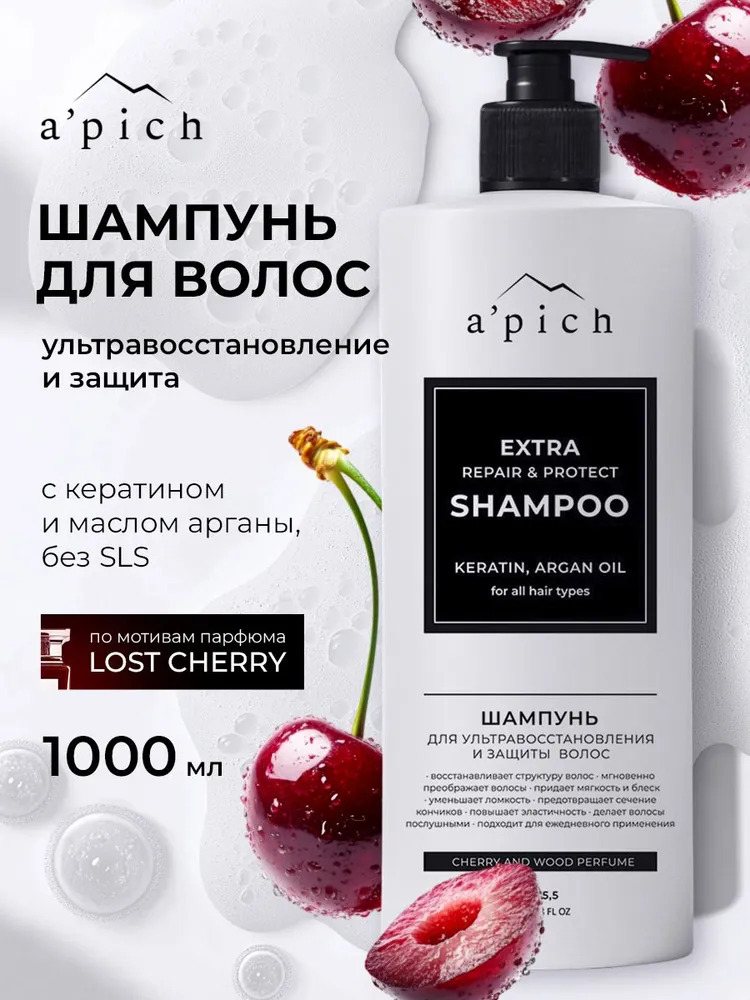 a’pich
ШАМПУНЬ
ДЛЯ ВОЛОС
ультравосстановление
и защита
с кератином
и маслом арганы,
без SLS
по мотивам парфюма
LOST CHERRY
1000 мл
a’pich
EXTRA
REPAIR & PROTECT
SHAMPOO
KERATIN, ARGAN OIL
for all hair types
ШАМПУНЬ
ДЛЯ УЛЬТРАВОССТАНОВЛЕНИЯ
И ЗАЩИТЫ ВОЛОС
· восстанавливает структуру волос · мгновенно
преображает волосы · придает мягкость и блеск
· уменьшает ломкость · предотвращает сечение
кончиков · повышает эластичность · делает волосы
послушными · подходит для ежедневного применения
CHERRY AND WOOD PERFUME
5,5
FL OZ